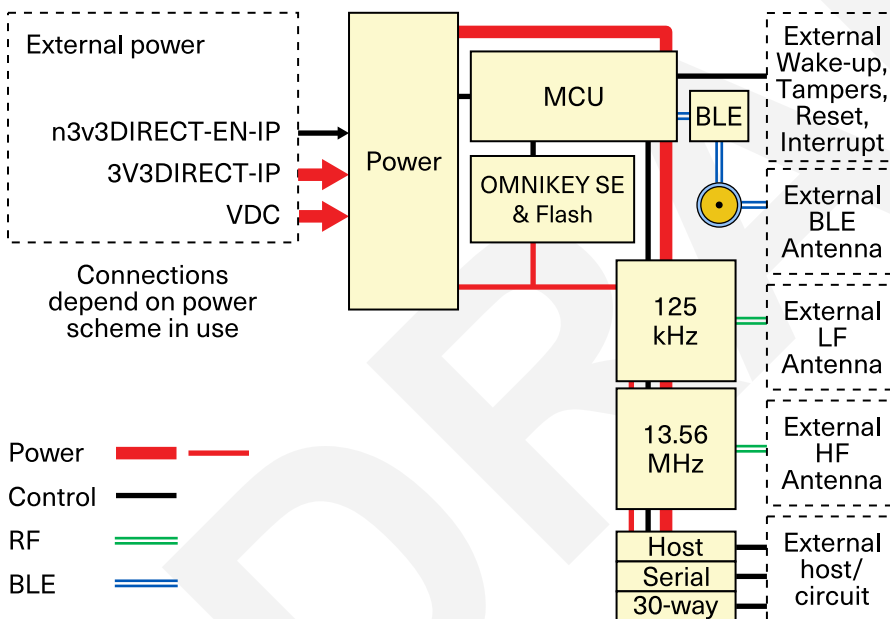 External power
n3v3DIRECT-EN-IP
3V3DIRECT-IP
VDC
Connections
depend on power
scheme in use
Power
MCU
OMNIKEY SE
& Flash
BLE
125
kHz
13.56
MHz
Host
Serial
30-way
External
Wake-up,
Tampers,
Reset,
Interrupt
External
BLE
Antenna
External
LF
Antenna
External
HF
Antenna
External
host/
circuit
Power
Control
RF
BLE
DRA